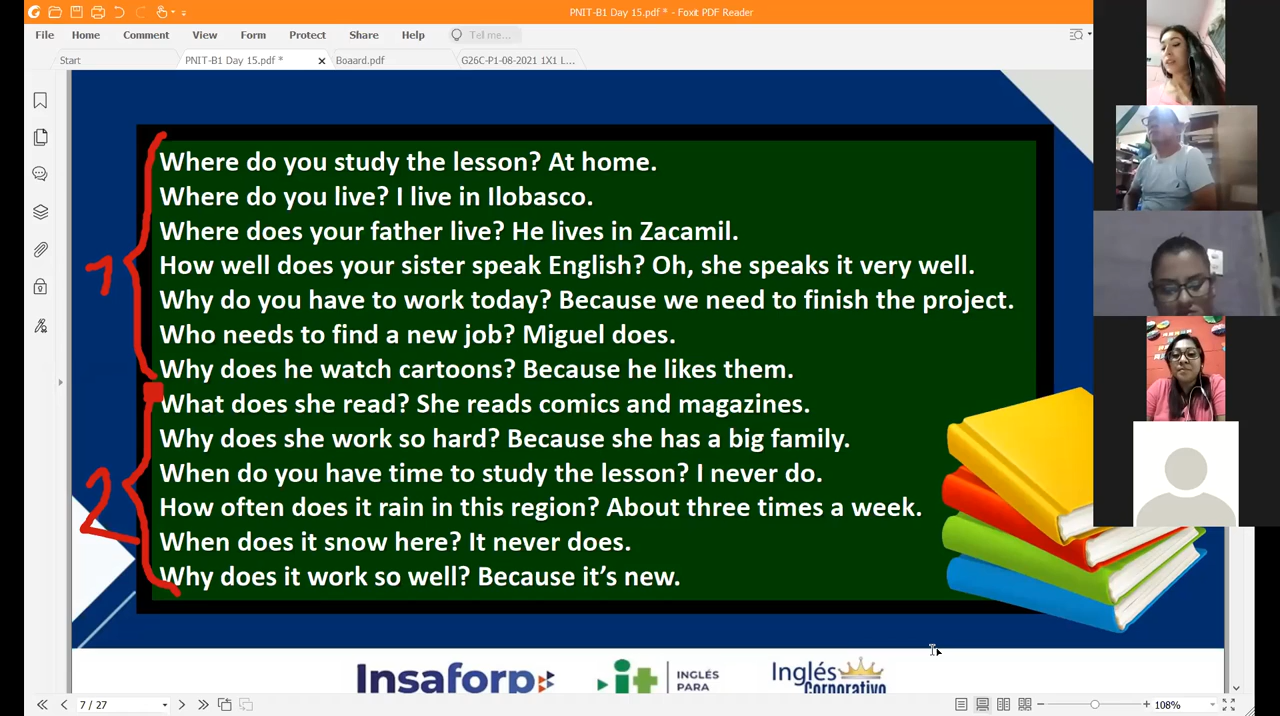 PNIT-B1 Day 15.pdf * - Foxit PDF Reader
File Home Comment View Form Protect Share Help Tell me...
Start PNIT-B1 Day 15.pdf * Boaard.pdf G26C-P1-08-2021 1X1 L...
Where do you study the lesson? At home.
Where do you live? I live in Ilobasco.
Where does your father live? He lives in Zacamil.
1 How well does your sister speak English? Oh, she speaks it very well.
Why do you have to work today? Because we need to finish the project.
Who needs to find a new job? Miguel does.
Why does he watch cartoons? Because he likes them.
What does she read? She reads comics and magazines.
Why does she work so hard? Because she has a big family.
When do you have time to study the lesson? I never do.
2 How often does it rain in this region? About three times a week.
When does it snow here? It never does.
Why does it work so well? Because it’s new.
Insaforp it INGLÉS PARA Inglés Corporativo
7 / 27 108%